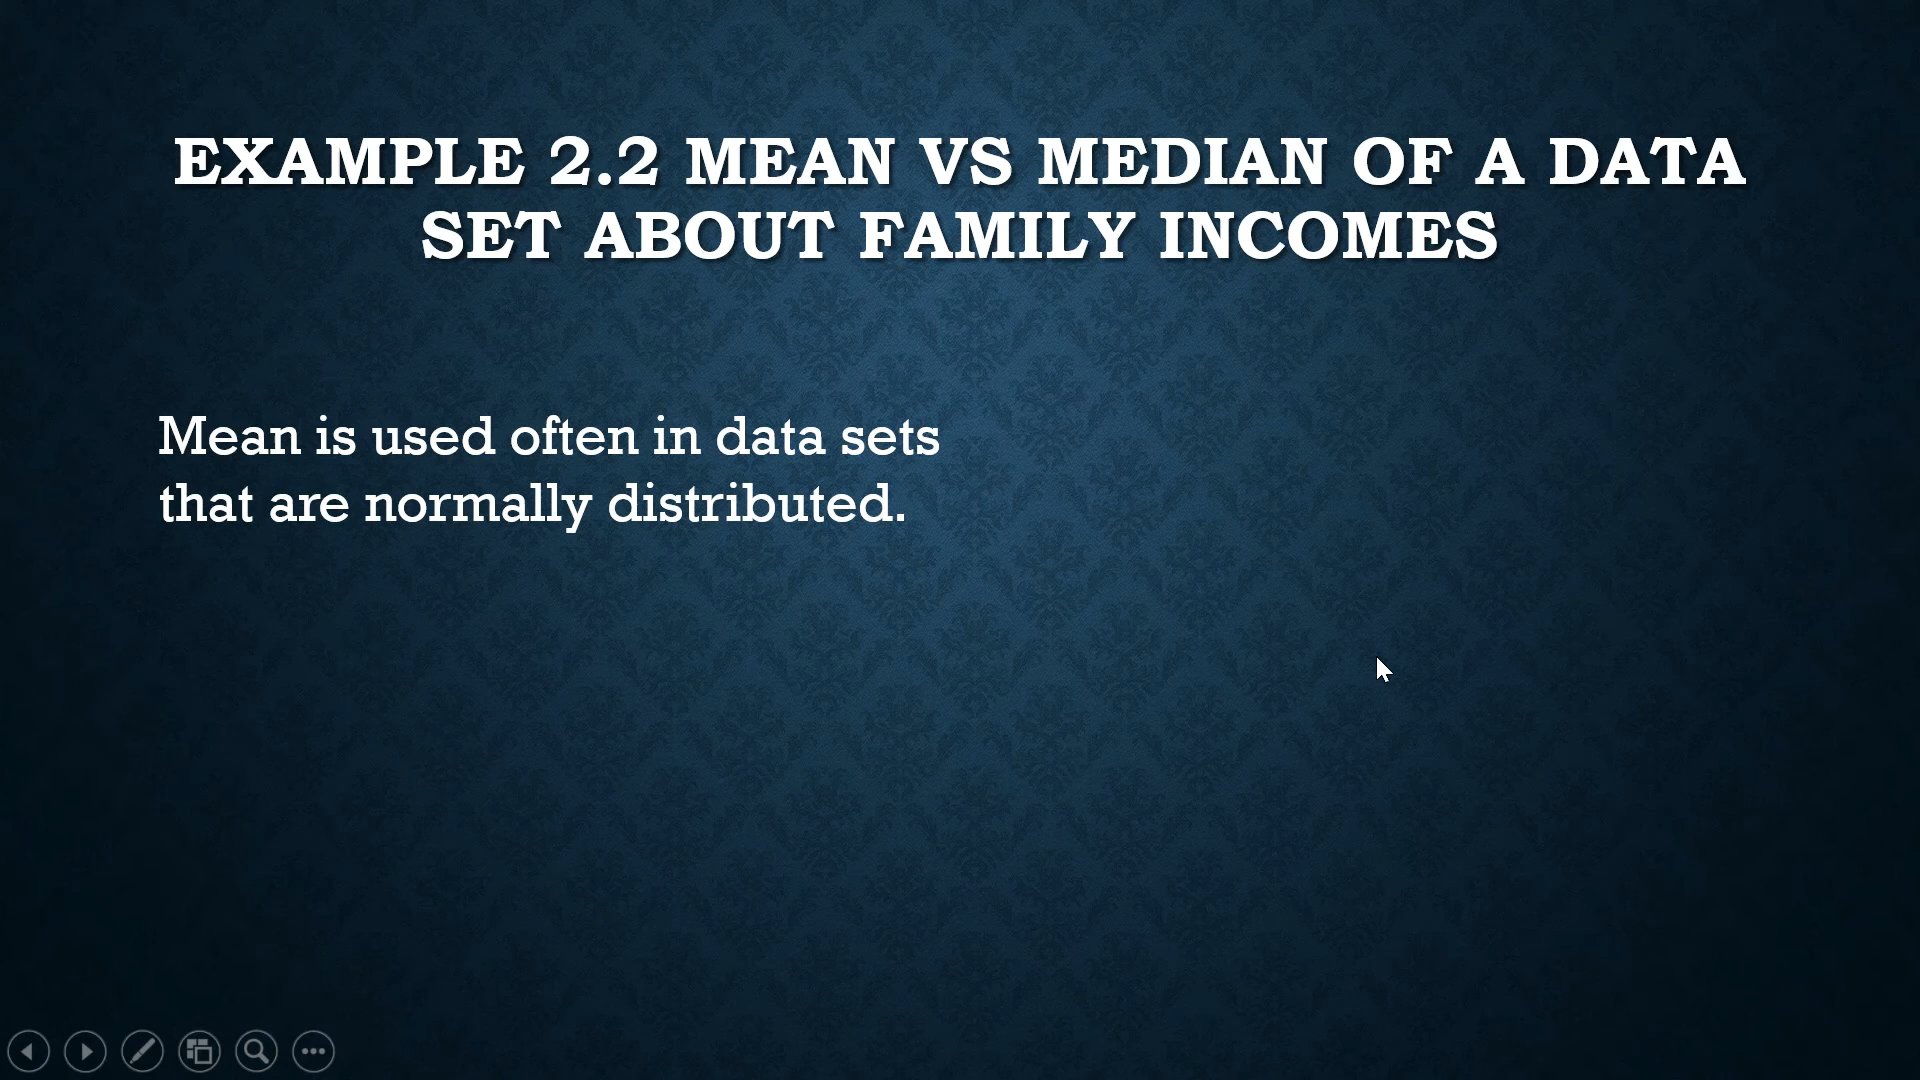 EXAMPLE 2.2 MEAN VS MEDIAN OF A DATA
SET ABOUT FAMILY INCOMES
Mean is used often in data sets
that are normally distributed.